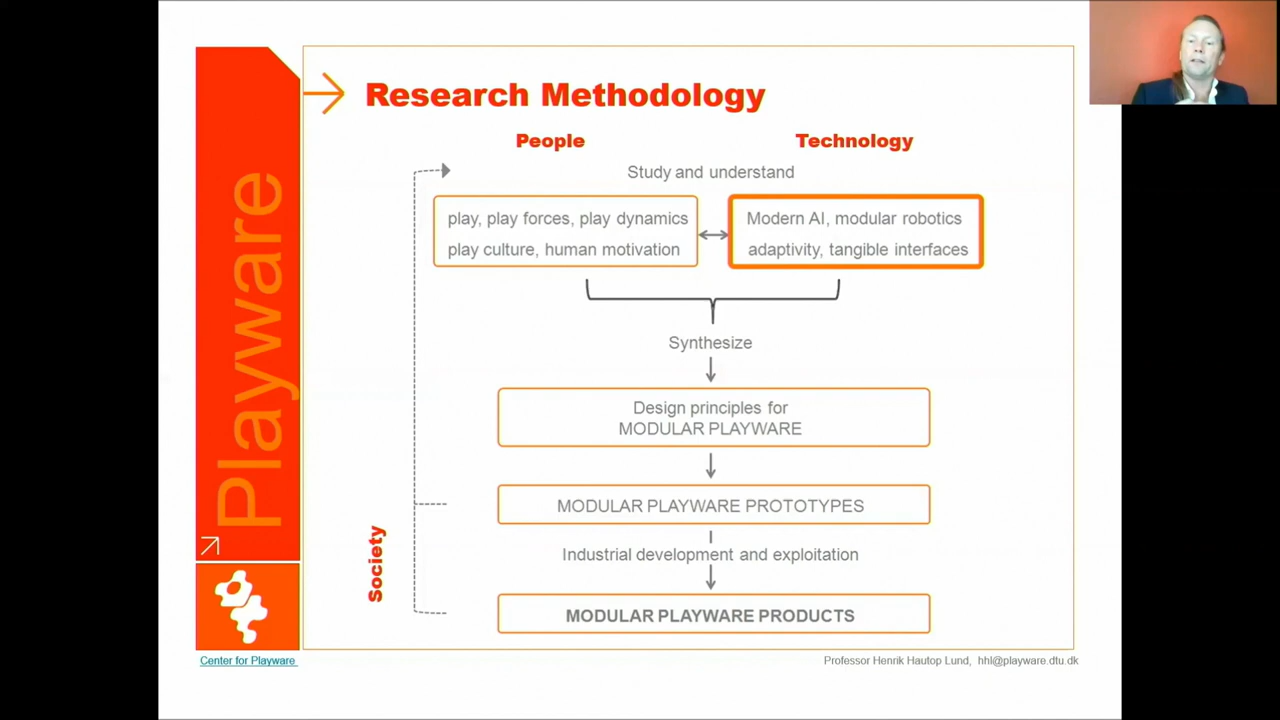 Playware
Research Methodology
People
Technology
Study and understand
play, play forces, play dynamics
play culture, human motivation
Modern AI, modular robotics
adaptivity, tangible interfaces
Synthesize
Design principles for
MODULAR PLAYWARE
MODULAR PLAYWARE PROTOTYPES
Industrial development and exploitation
Society
MODULAR PLAYWARE PRODUCTS
Center for Playware
Professor Henrik Hautop Lund, hhl@playware.dtu.dk